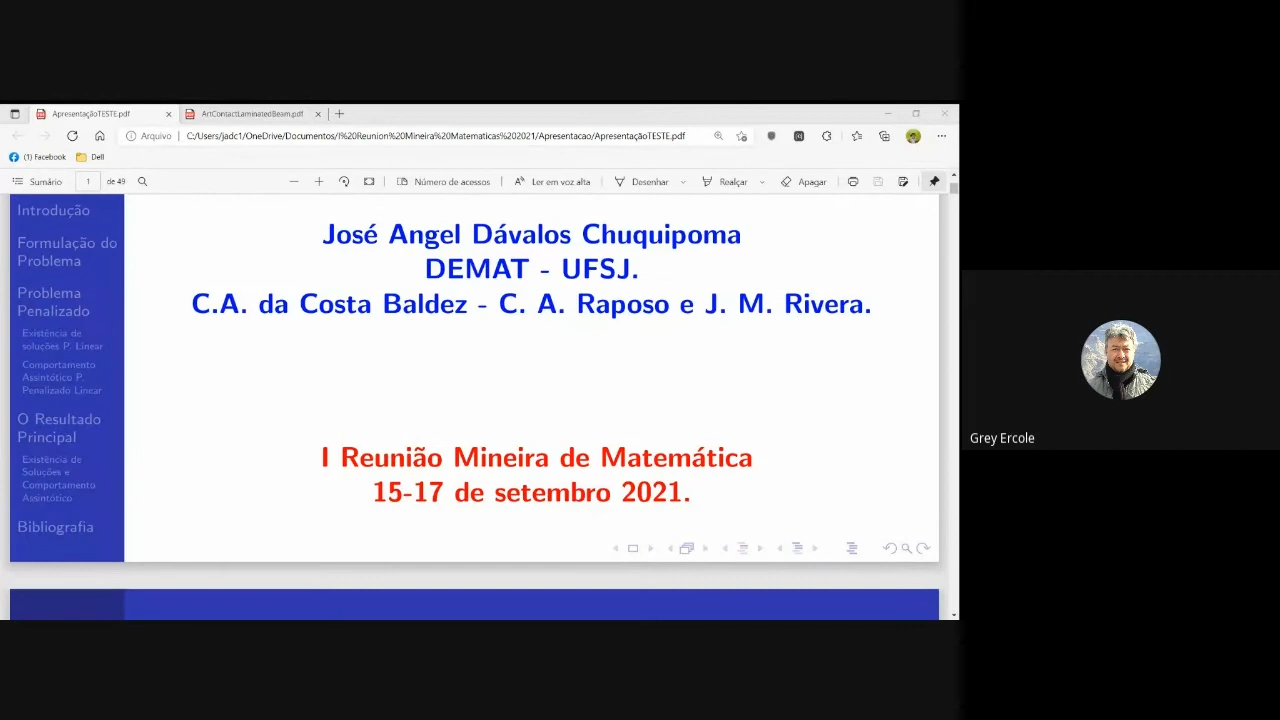 ApresentaçãoTESTE.pdf
ArtContactLaminatedBeam.pdf
Arquivo
C:/Users/jadc1/OneDrive/Documentos/I%20Reunion%20Mineira%20Matematicas%202021/Apresentacao/ApresentaçãoTESTE.pdf
(1) Facebook
Dell
Sumário
1
de 49
Número de acessos
Ler em voz alta
Desenhar
Realçar
Apagar
Introdução
Formulação do
Problema
Problema
Penalizado
Existência de
soluções P. Linear
Comportamento
Assintótico P.
Penalizado Linear
O Resultado
Principal
Existência de
Soluções e
Comportamento
Assintótico
Bibliografia
José Angel Dávalos Chuquipoma
DEMAT - UFSJ.
C.A. da Costa Baldez - C. A. Raposo e J. M. Rivera.
I Reunião Mineira de Matemática
15-17 de setembro 2021.
Grey Ercole